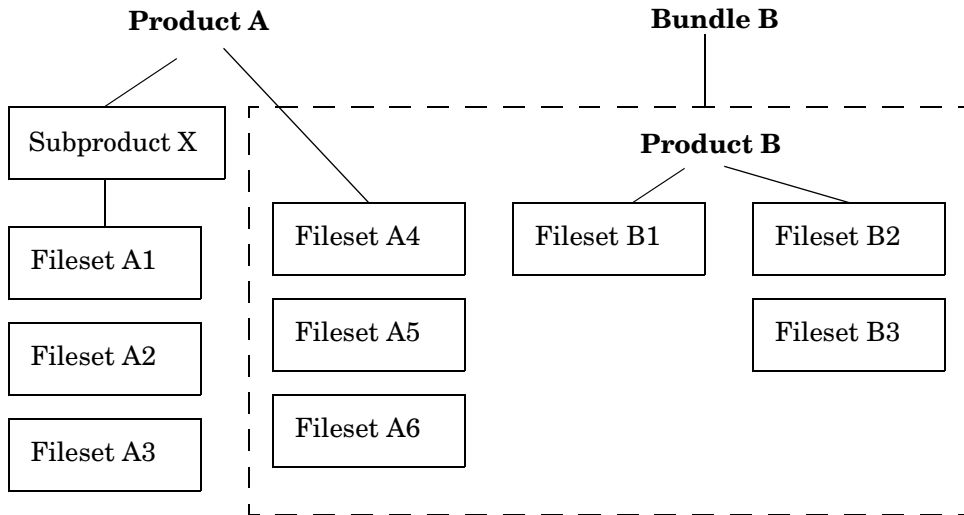 Product A
Bundle B
Subproduct X
Product B
Fileset A1
Fileset A4
Fileset B1
Fileset B2
Fileset A2
Fileset A5
Fileset B3
Fileset A3
Fileset A6